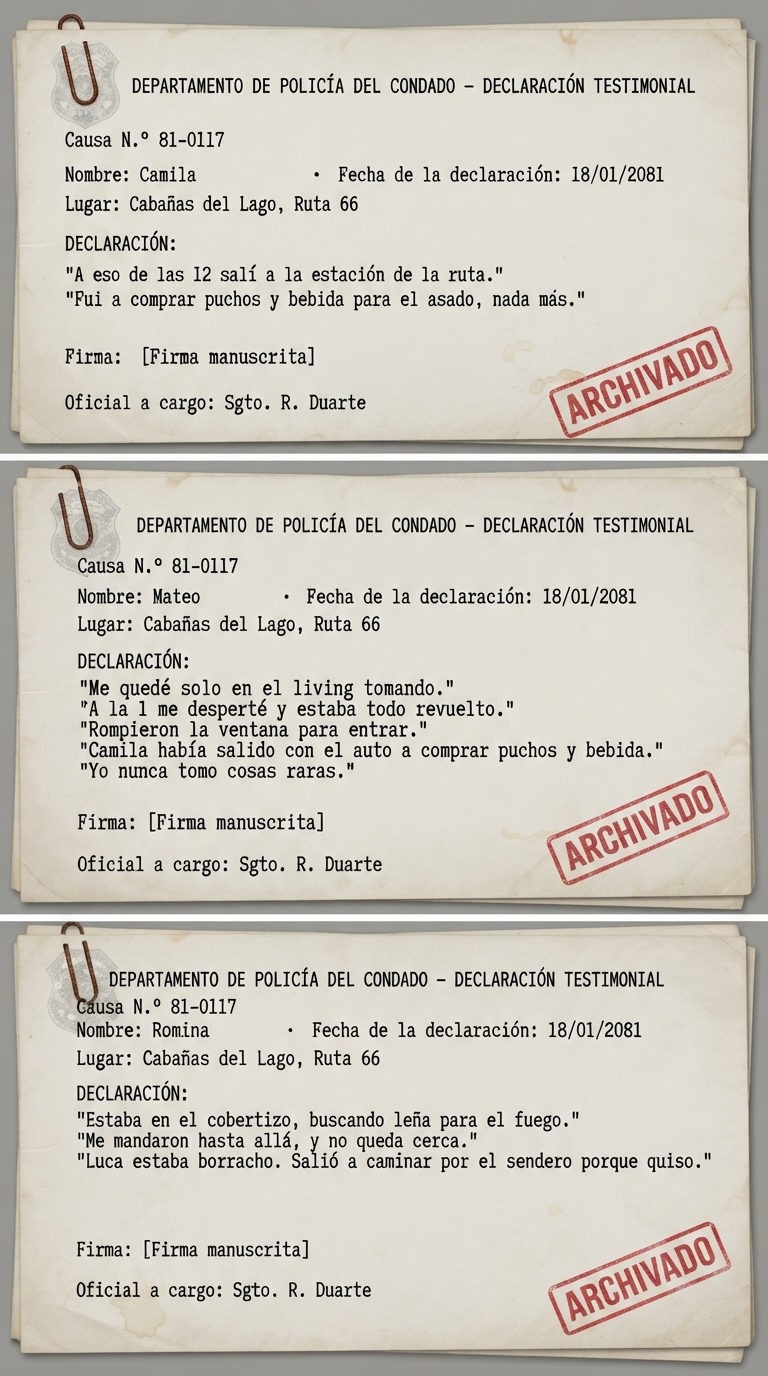 DEPARTAMENTO DE POLICÍA DEL CONDADO – DECLARACIÓN TESTIMONIAL
Causa N.º 81-0117
Nombre: Camila · Fecha de la declaración: 18/01/2081
Lugar: Cabañas del Lago, Ruta 66
DECLARACIÓN:
"A eso de las 12 salí a la estación de la ruta."
"Fui a comprar puchos y bebida para el asado, nada más."
Firma: [Firma manuscrita]
Oficial a cargo: Sgto. R. Duarte
ARCHIVADO
DEPARTAMENTO DE POLICÍA DEL CONDADO – DECLARACIÓN TESTIMONIAL
Causa N.º 81-0117
Nombre: Mateo · Fecha de la declaración: 18/01/2081
Lugar: Cabañas del Lago, Ruta 66
DECLARACIÓN:
"Me quedé solo en el living tomando."
"A la 1 me desperté y estaba todo revuelto."
"Rompieron la ventana para entrar."
"Camila había salido con el auto a comprar puchos y bebida."
"Yo nunca tomo cosas raras."
Firma: [Firma manuscrita]
Oficial a cargo: Sgto. R. Duarte
ARCHIVADO
DEPARTAMENTO DE POLICÍA DEL CONDADO – DECLARACIÓN TESTIMONIAL
Causa N.º 81-0117
Nombre: Romina · Fecha de la declaración: 18/01/2081
Lugar: Cabañas del Lago, Ruta 66
DECLARACIÓN:
"Estaba en el cobertizo, buscando leña para el fuego."
"Me mandaron hasta allá, y no queda cerca."
"Luca estaba borracho. Salió a caminar por el sendero porque quiso."
Firma: [Firma manuscrita]
Oficial a cargo: Sgto. R. Duarte
ARCHIVADO